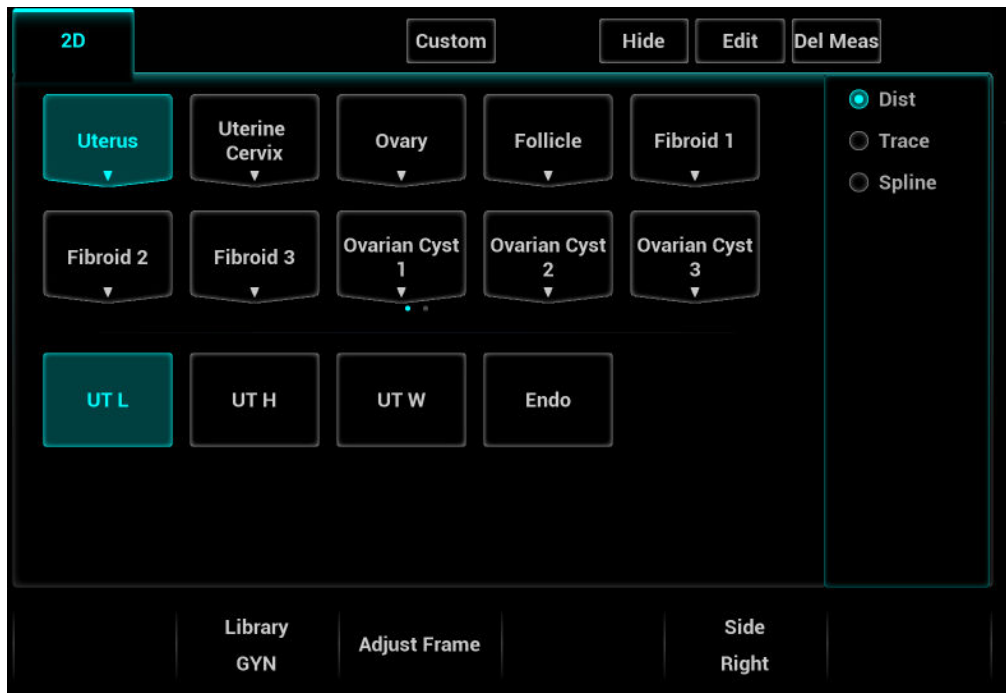 2D
Custom
Hide
Edit
Del Meas
Uterus
Uterine
Cervix
Ovary
Follicle
Fibroid 1
Fibroid 2
Fibroid 3
Ovarian Cyst
1
Ovarian Cyst
2
Ovarian Cyst
3
UT L
UT H
UT W
Endo
Dist
Trace
Spline
Library
GYN
Adjust Frame
Side
Right